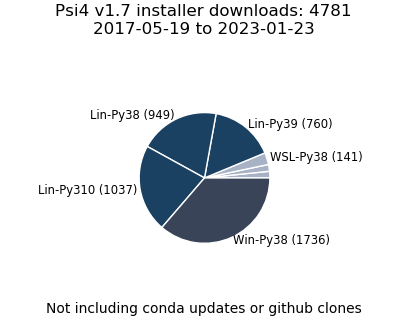 Psi4 v1.7 installer downloads: 4781
2017-05-19 to 2023-01-23
Lin-Py38 (949)
Lin-Py39 (760)
WSL-Py38 (141)
Lin-Py310 (1037)
Win-Py38 (1736)
Not including conda updates or github clones